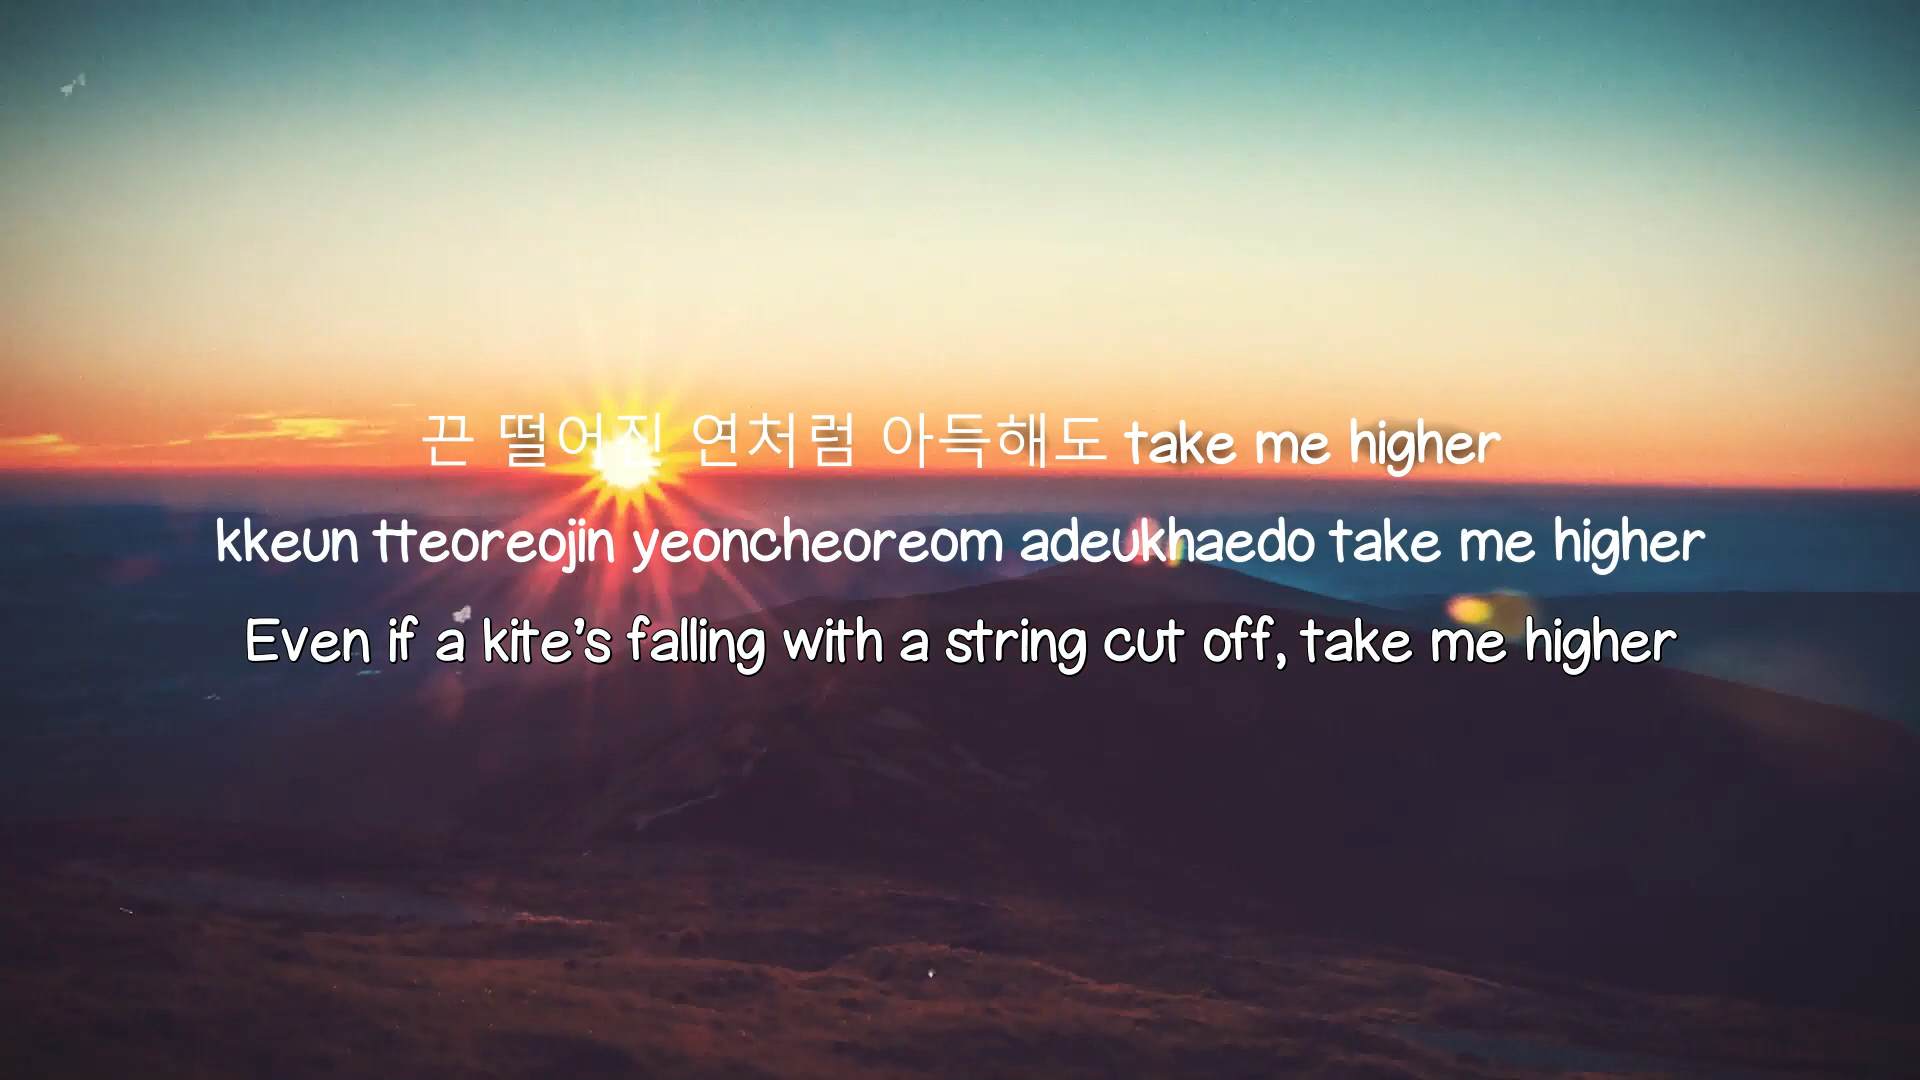 끈 떨어진 연처럼 아득해도 take me higher
kkeun tteoreojin yeoncheoreom adeukhaedo take me higher
Even if a kite's falling with a string cut off, take me higher